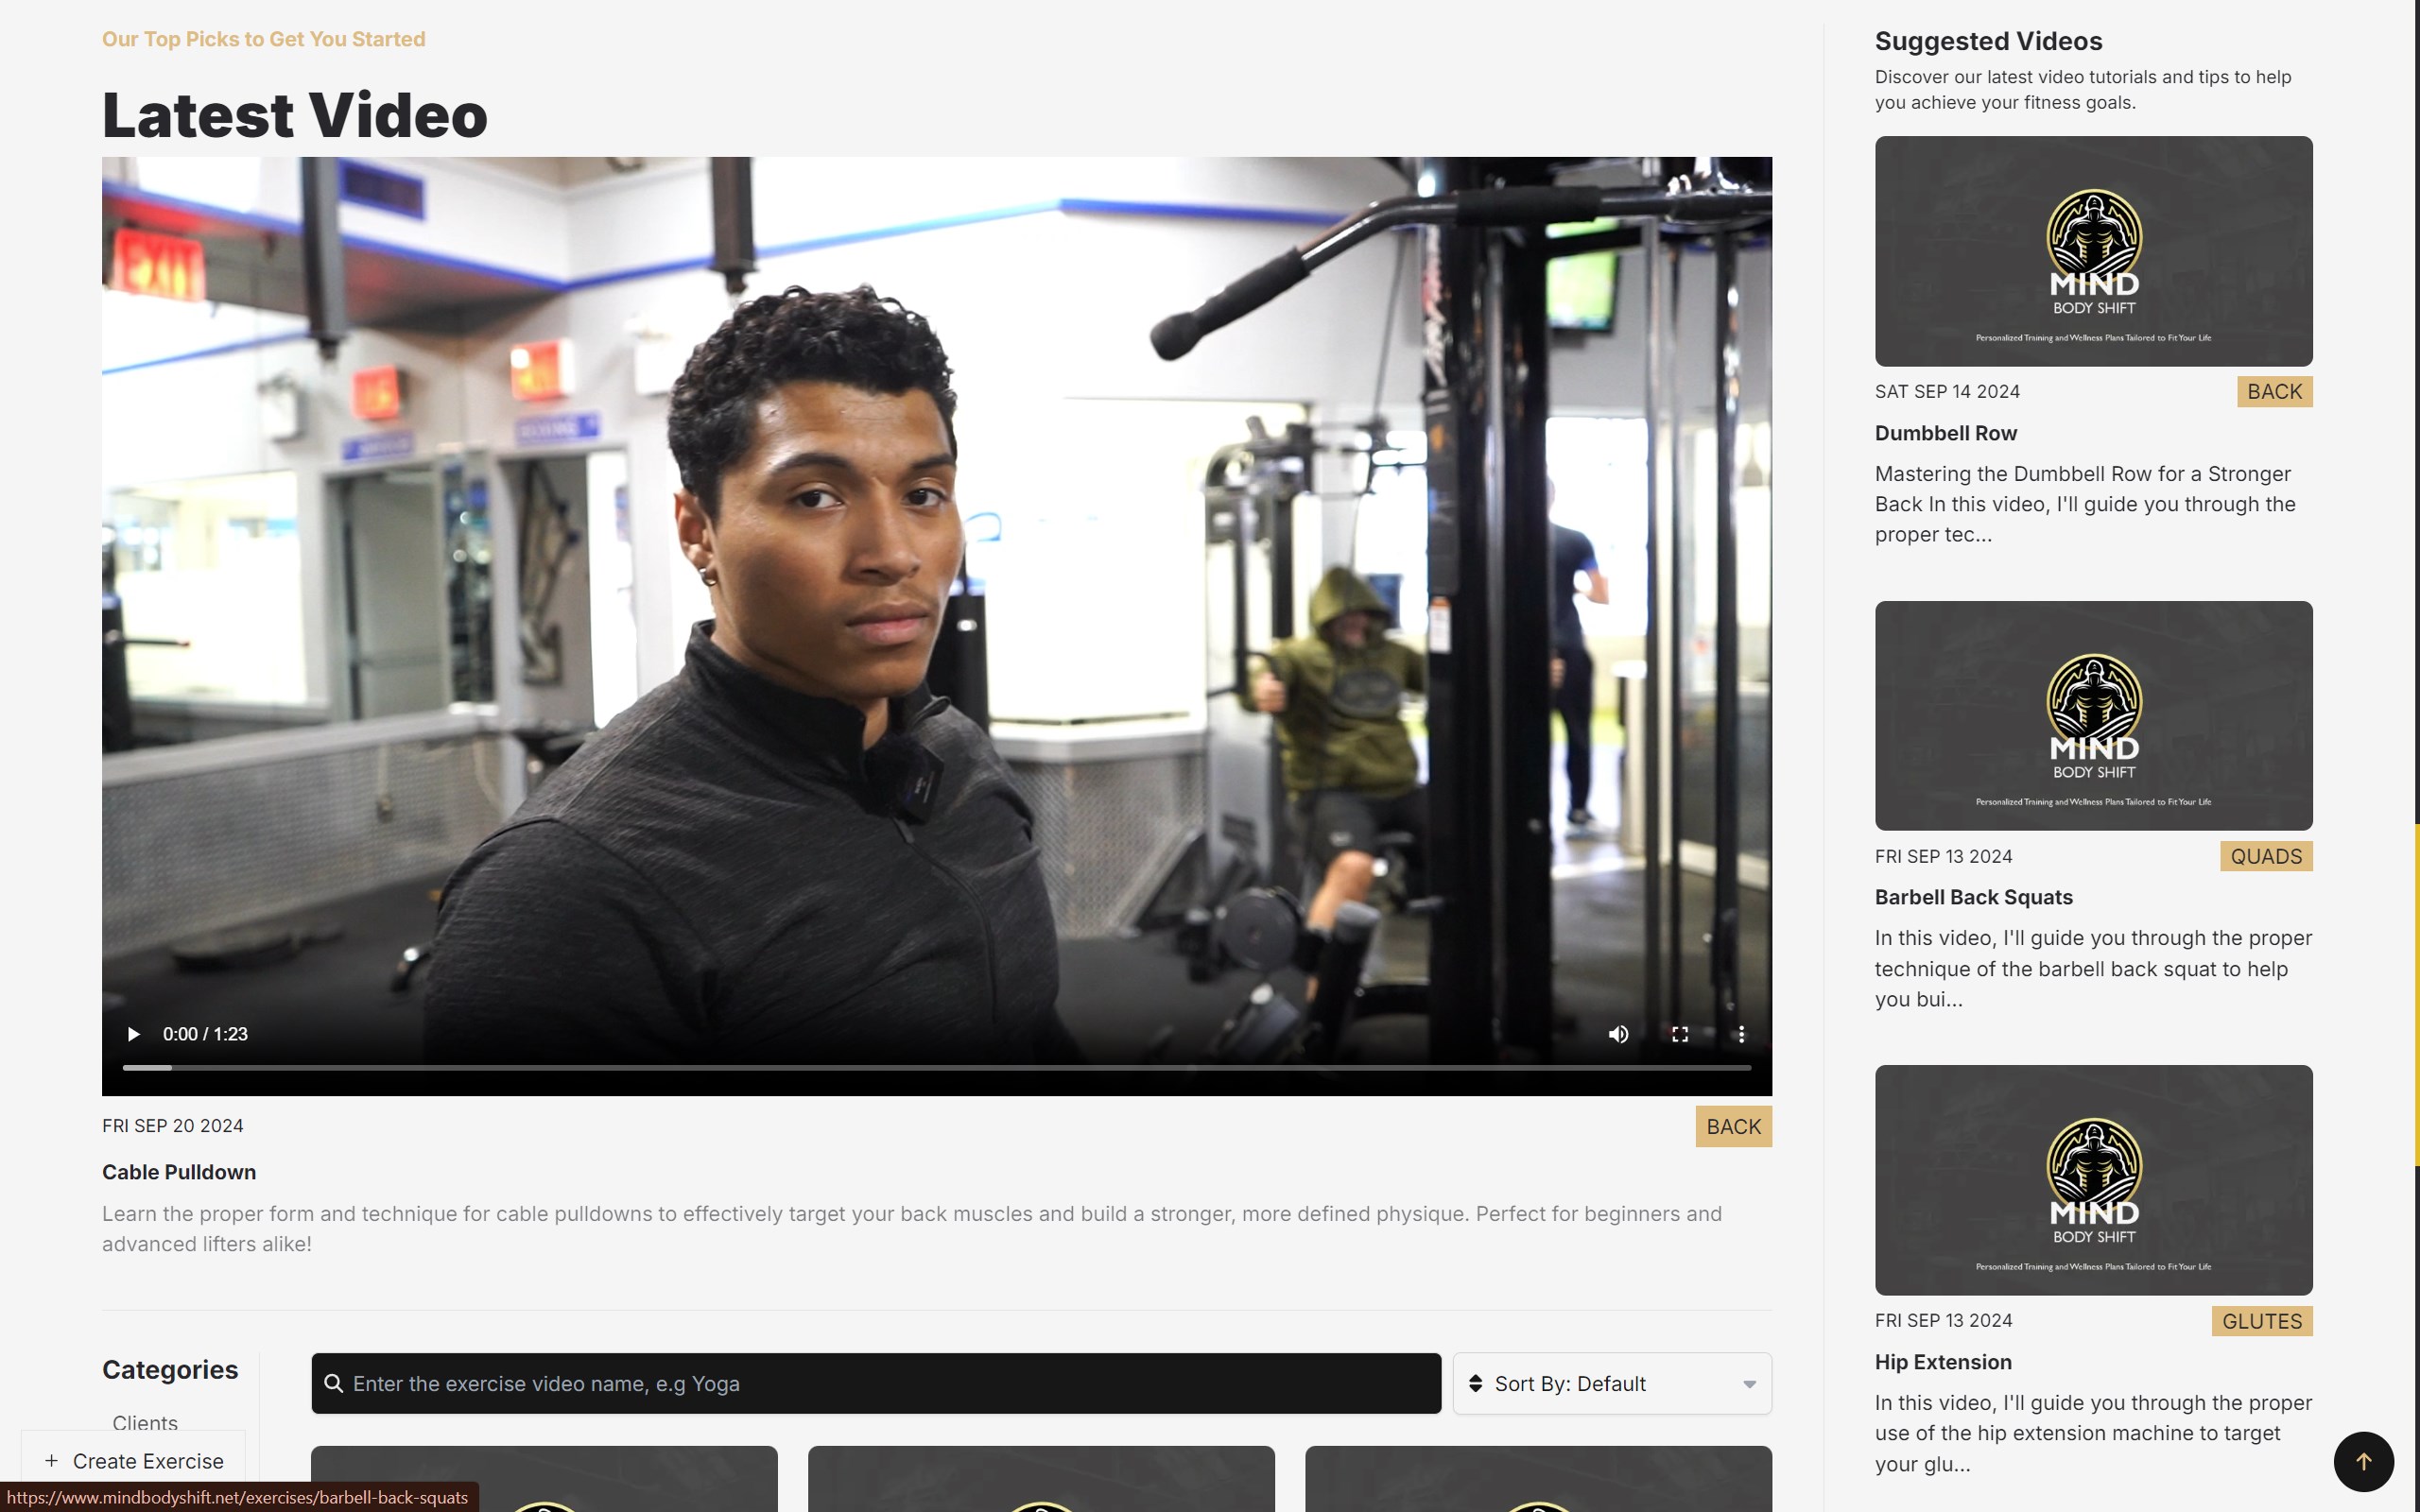 Our Top Picks to Get You Started
Latest Video
EXIT
0:00 / 1:23
FRI SEP 20 2024
BACK
Cable Pulldown
Learn the proper form and technique for cable pulldowns to effectively target your back muscles and build a stronger, more defined physique. Perfect for beginners and
advanced lifters alike!
Categories
Clients
+ Create Exercise
Enter the exercise video name, e.g Yoga
Sort By: Default
https://www.mindbodyshift.net/exercises/barbell-back-squats
Suggested Videos
Discover our latest video tutorials and tips to help
you achieve your fitness goals.
MIND
BODY SHIFT
Personalized Training and Wellness Plans Tailored to Fit Your Life
SAT SEP 14 2024
BACK
Dumbbell Row
Mastering the Dumbbell Row for a Stronger
Back In this video, I'll guide you through the
proper tec...
MIND
BODY SHIFT
Personalized Training and Wellness Plans Tailored to Fit Your Life
FRI SEP 13 2024
QUADS
Barbell Back Squats
In this video, I'll guide you through the proper
technique of the barbell back squat to help
you bui...
MIND
BODY SHIFT
Personalized Training and Wellness Plans Tailored to Fit Your Life
FRI SEP 13 2024
GLUTES
Hip Extension
In this video, I'll guide you through the proper
use of the hip extension machine to target
your glu...